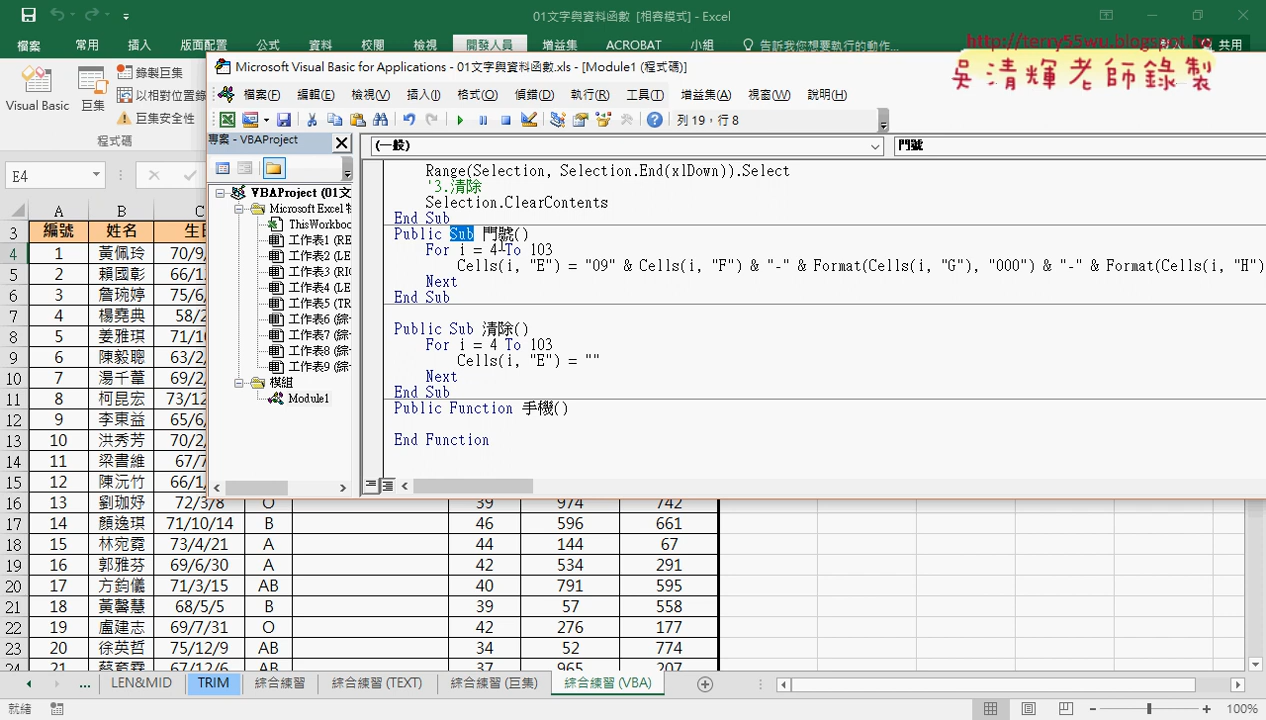 01文字與資料函數 [相容模式] - Excel
檔案 常用 插入 版面配置 公式 資料 校閱 檢視 開發人員 增益集 ACROBAT 小組 告訴我您想要執行的動作... 共用
http://terry55wu.blogspot
吳清輝老師錄製
Visual Basic 巨集 錄製巨集
以相對位置錄
巨集安全性
程式碼
Microsoft Visual Basic for Applications - 01文字與資料函數.xls - [Module1 (程式碼)]
檔案(F) 編輯(E) 檢視(V) 插入(I) 格式(O) 偵錯(D) 執行(R) 工具(T) 增益集(A) 視窗(W) 說明(H)
列 19，行 8
專案 - VBAProject
(一般) 門號
VBAProject (01文
Microsoft Excel
ThisWorkboo
工作表1 (RE
工作表2 (LE
工作表3 (RIC
工作表4 (LE
工作表5 (TR
工作表6 (綜
工作表7 (綜
工作表8 (綜
工作表9 (綜
模組
Module1
Range(Selection, Selection.End(xlDown)).Select
'3.清除
Selection.ClearContents
End Sub
Public Sub 門號()
For i = 4 To 103
Cells(i, "E") = "09" & Cells(i, "F") & "-" & Format(Cells(i, "G"), "000") & "-" & Format(Cells(i, "H")
Next
End Sub
Public Sub 清除()
For i = 4 To 103
Cells(i, "E") = ""
Next
End Sub
Public Function 手機()
End Function
E4
A B C
3 編號 姓名 生
4 1 黃佩玲 70/9/
5 2 賴國彰 66/1
6 3 詹琬婷 75/6/
7 4 楊堯典 58/2
8 5 姜雅琪 71/1
9 6 陳毅聰 63/2
10 7 湯千葦 69/2
11 8 柯昆宏 73/12
12 9 李東益 65/6
13 10 洪秀芳 70/2
14 11 梁書維 67/7
15 12 陳沅竹 66/1
16 13 劉珈妤 72/3/8 O 39 974 742
17 14 顏逸琪 71/10/14 B 46 596 661
18 15 林宛霓 73/4/21 A 44 144 67
19 16 郭雅芬 69/6/30 A 42 534 291
20 17 方鈞儀 71/3/15 AB 40 791 595
21 18 黃馨慧 68/5/5 B 39 57 558
22 19 盧建志 69/7/31 O 42 276 177
23 20 徐英哲 75/12/9 AB 34 52 774
24 21 67/12/6 AB 37 965 207
... LEN&MID TRIM 綜合練習 綜合練習 (TEXT) 綜合練習 (巨集) 綜合練習 (VBA)
就緒 100%